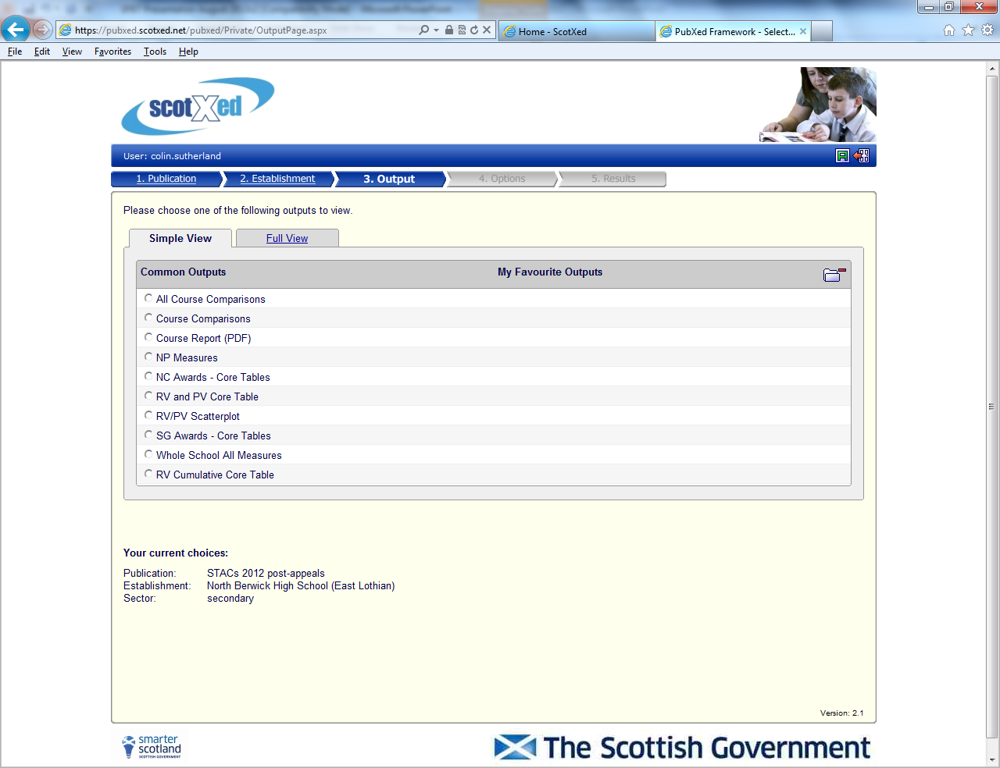 https://pubxed.scotxed.net/pubxed/Private/OutputPage.aspx
Home - ScotXed
PubXed Framework - Select...
File Edit View Favorites Tools Help
scotXed
User: colin.sutherland
1. Publication
2. Establishment
3. Output
4. Options
5. Results
Please choose one of the following outputs to view.
Simple View
Full View
Common Outputs
My Favourite Outputs
All Course Comparisons
Course Comparisons
Course Report (PDF)
NP Measures
NC Awards - Core Tables
RV and PV Core Table
RV/PV Scatterplot
SG Awards - Core Tables
Whole School All Measures
RV Cumulative Core Table
Your current choices:
Publication: STACs 2012 post-appeals
Establishment: North Berwick High School (East Lothian)
Sector: secondary
Version: 2.1
smarter
scotland
SCOTTISH GOVERNMENT
The Scottish Government